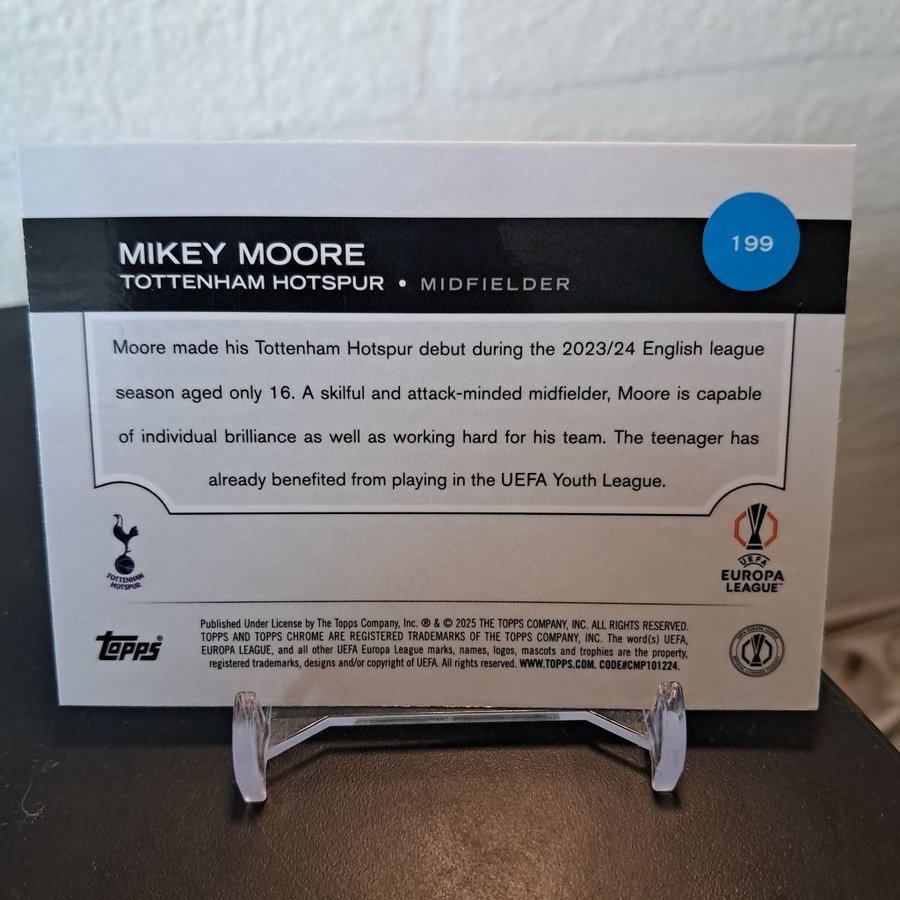 MIKEY MOORE
TOTTENHAM HOTSPUR • MIDFIELDER
199
Moore made his Tottenham Hotspur debut during the 2023/24 English league
season aged only 16. A skilful and attack-minded midfielder, Moore is capable
of individual brilliance as well as working hard for his team. The teenager has
already benefited from playing in the UEFA Youth League.
TOTTENHAM
HOTSPUR
UEFA
EUROPA
LEAGUE™
topps®
Published Under License by The Topps Company, Inc. ® & © 2025 THE TOPPS COMPANY, INC. ALL RIGHTS RESERVED.
TOPPS AND TOPPS CHROME ARE REGISTERED TRADEMARKS OF THE TOPPS COMPANY, INC. The word(s) UEFA,
EUROPA LEAGUE, and all other UEFA Europa League marks, names, logos, mascots and trophies are the property,
registered trademarks, designs and/or copyright of UEFA. All rights reserved. WWW.TOPPS.COM. CODE#CMP101224.